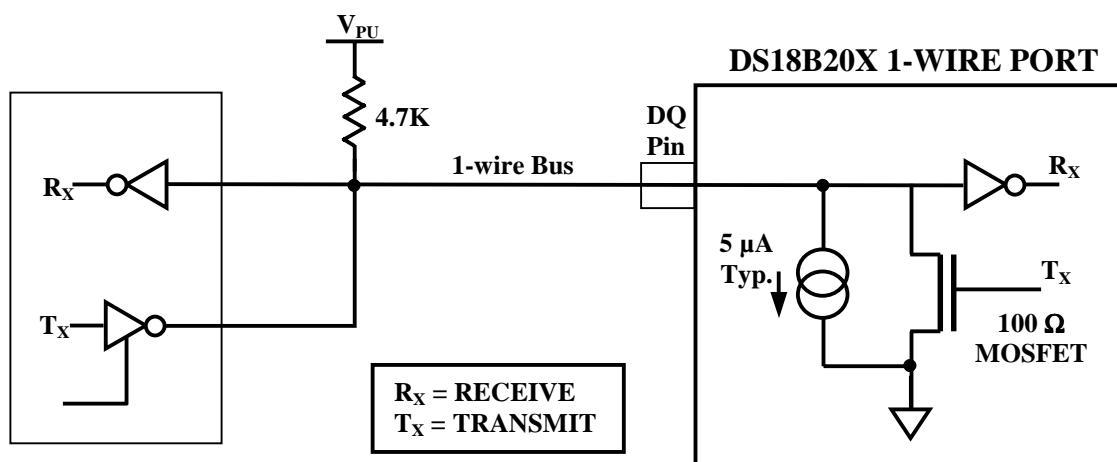 V_PU
DS18B20X 1-WIRE PORT
4.7K
DQ
Pin
1-wire Bus
R_X
R_X
5 µA
Typ.
T_X
T_X
100 Ω
MOSFET
R_X = RECEIVE
T_X = TRANSMIT